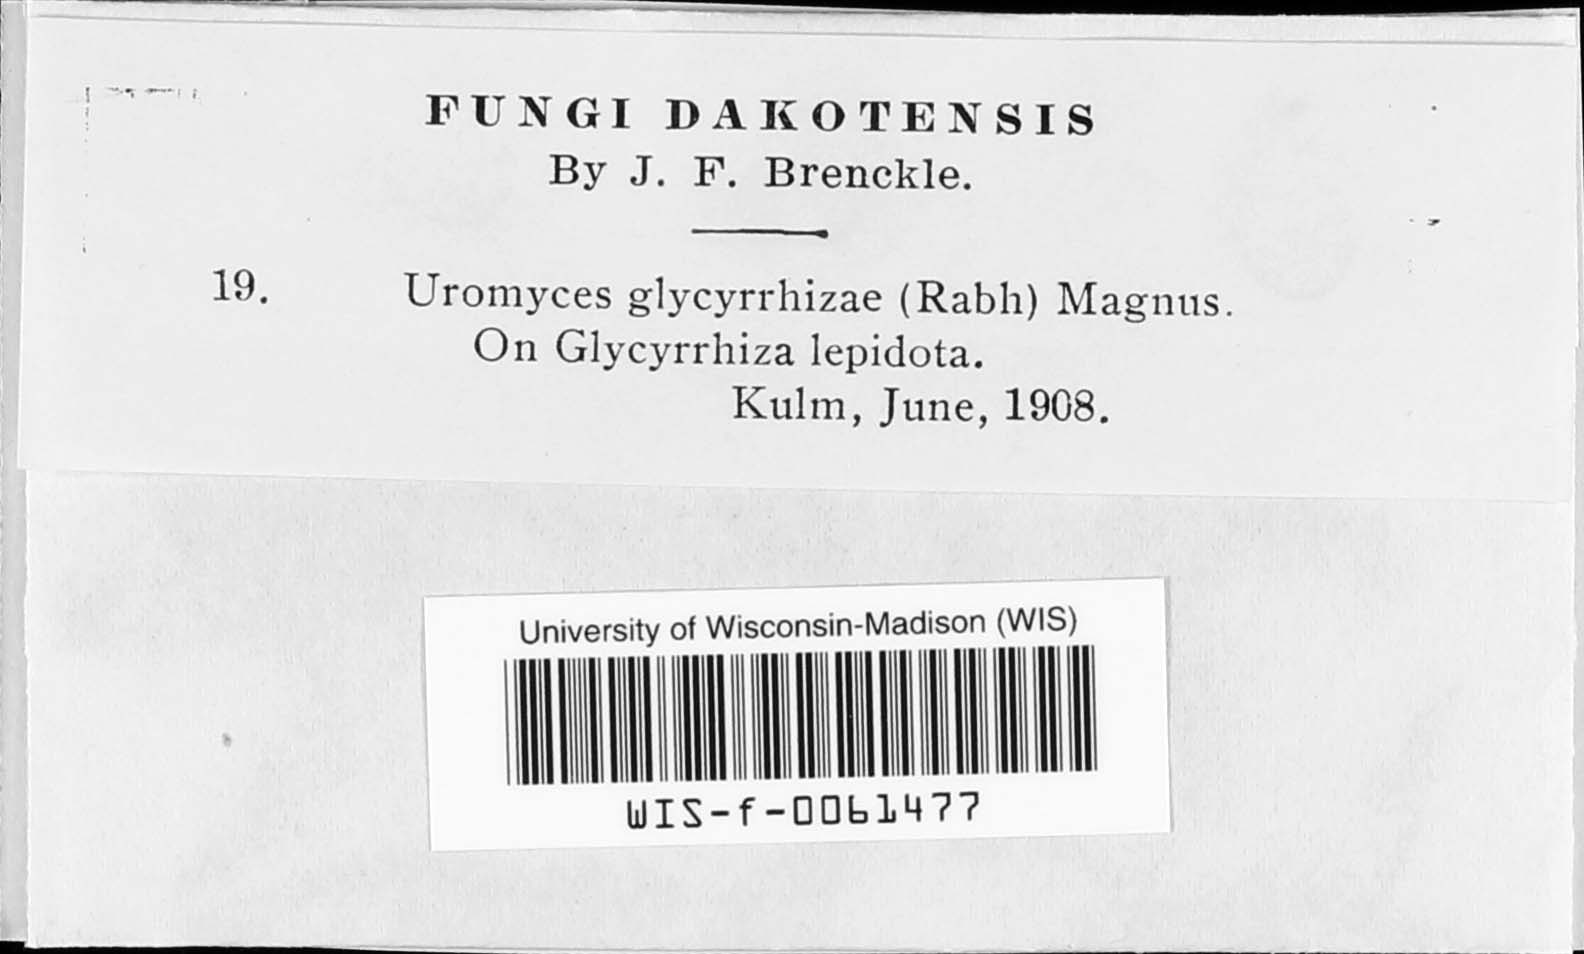 FUNGI DAKOTENSIS
By J. F. Brenckle.
19. Uromyces glycyrrhizae (Rabh) Magnus.
On Glycyrrhiza lepidota.
Kulm, June, 1908.
University of Wisconsin-Madison (WIS)
WIS-f-0061477